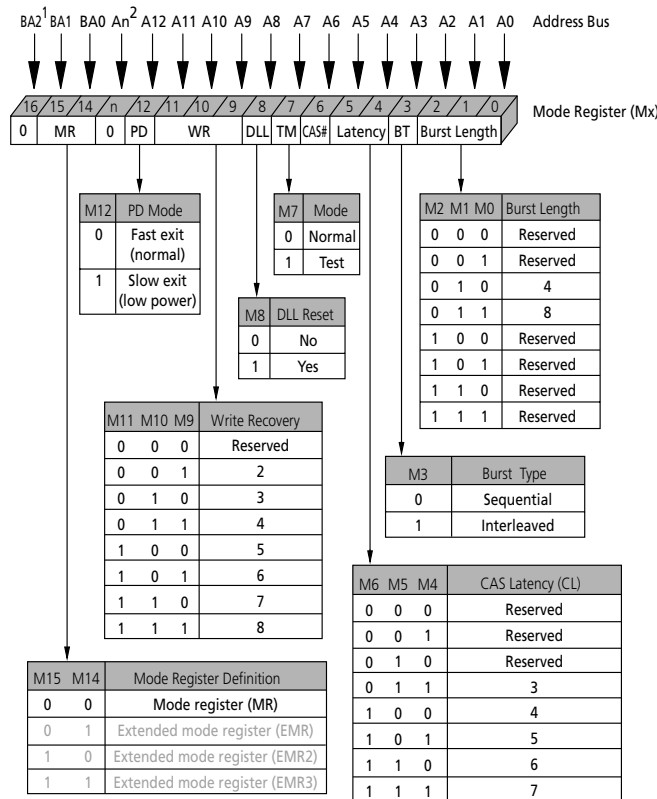 BA2¹ BA1 BA0 An² A12 A11 A10 A9 A8 A7 A6 A5 A4 A3 A2 A1 A0 Address Bus
16 15 14 n 12 11 10 9 8 7 6 5 4 3 2 1 0 Mode Register (Mx)
0 MR 0 PD WR DLL TM CAS# Latency BT Burst Length
M12 PD Mode
0 Fast exit
(normal)
1 Slow exit
(low power)
M7 Mode
0 Normal
1 Test
M2 M1 M0 Burst Length
0 0 0 Reserved
0 0 1 Reserved
0 1 0 4
0 1 1 8
1 0 0 Reserved
1 0 1 Reserved
1 1 0 Reserved
1 1 1 Reserved
M8 DLL Reset
0 No
1 Yes
M11 M10 M9 Write Recovery
0 0 0 Reserved
0 0 1 2
0 1 0 3
0 1 1 4
1 0 0 5
1 0 1 6
1 1 0 7
1 1 1 8
M3 Burst Type
0 Sequential
1 Interleaved
M6 M5 M4 CAS Latency (CL)
0 0 0 Reserved
0 0 1 Reserved
0 1 0 Reserved
0 1 1 3
1 0 0 4
1 0 1 5
1 1 0 6
1 1 1 7
M15 M14 Mode Register Definition
0 0 Mode register (MR)
0 1 Extended mode register (EMR)
1 0 Extended mode register (EMR2)
1 1 Extended mode register (EMR3)